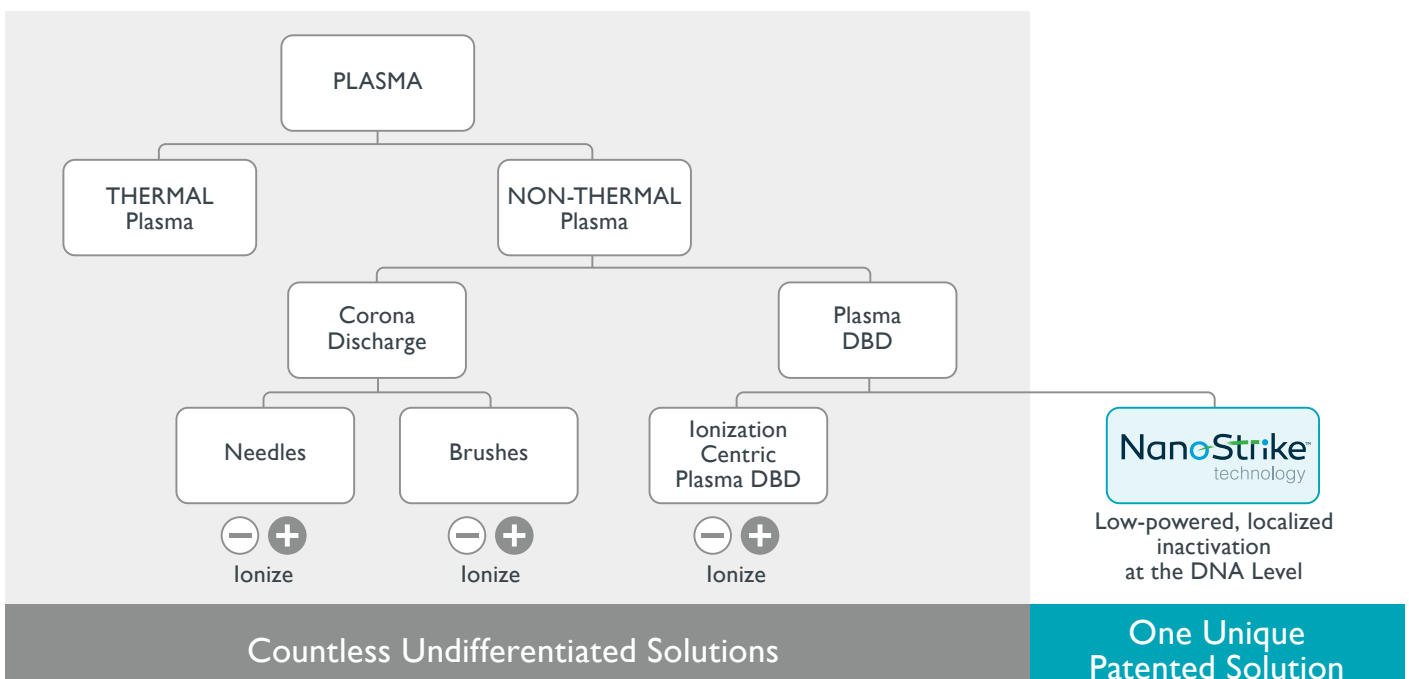 PLASMA
THERMAL
Plasma
NON-THERMAL
Plasma
Corona
Discharge
Plasma
DBD
Needles
Brushes
Ionization
Centric
Plasma DBD
NanoStrike™
technology
Ionize
Ionize
Ionize
Low-powered, localized
inactivation
at the DNA Level
Countless Undifferentiated Solutions
One Unique
Patented Solution